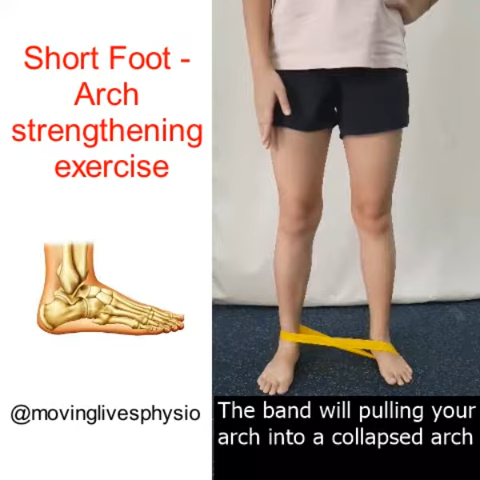 Short Foot -
Arch
strengthening
exercise
@movinglivesphysio
The band will pulling your
arch into a collapsed arch